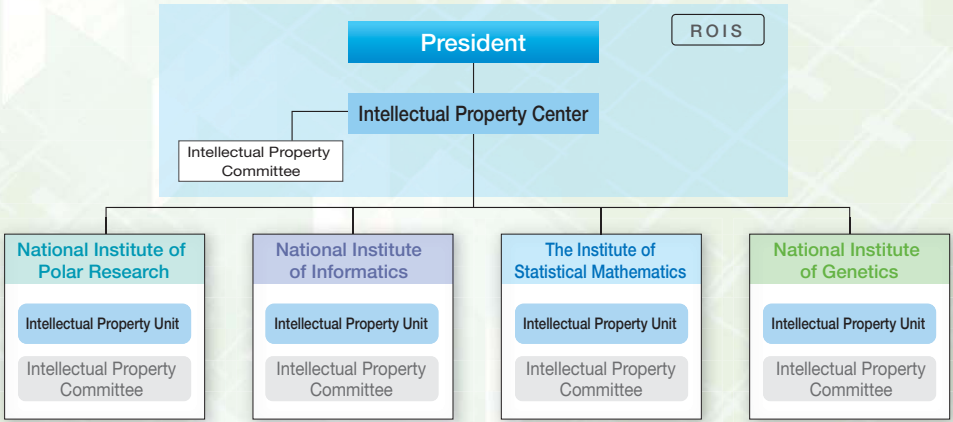 President
ROIS
Intellectual Property Center
Intellectual Property
Committee
National Institute of
Polar Research
Intellectual Property Unit
Intellectual Property
Committee
National Institute
of Informatics
Intellectual Property Unit
Intellectual Property
Committee
The Institute of
Statistical Mathematics
Intellectual Property Unit
Intellectual Property
Committee
National Institute
of Genetics
Intellectual Property Unit
Intellectual Property
Committee